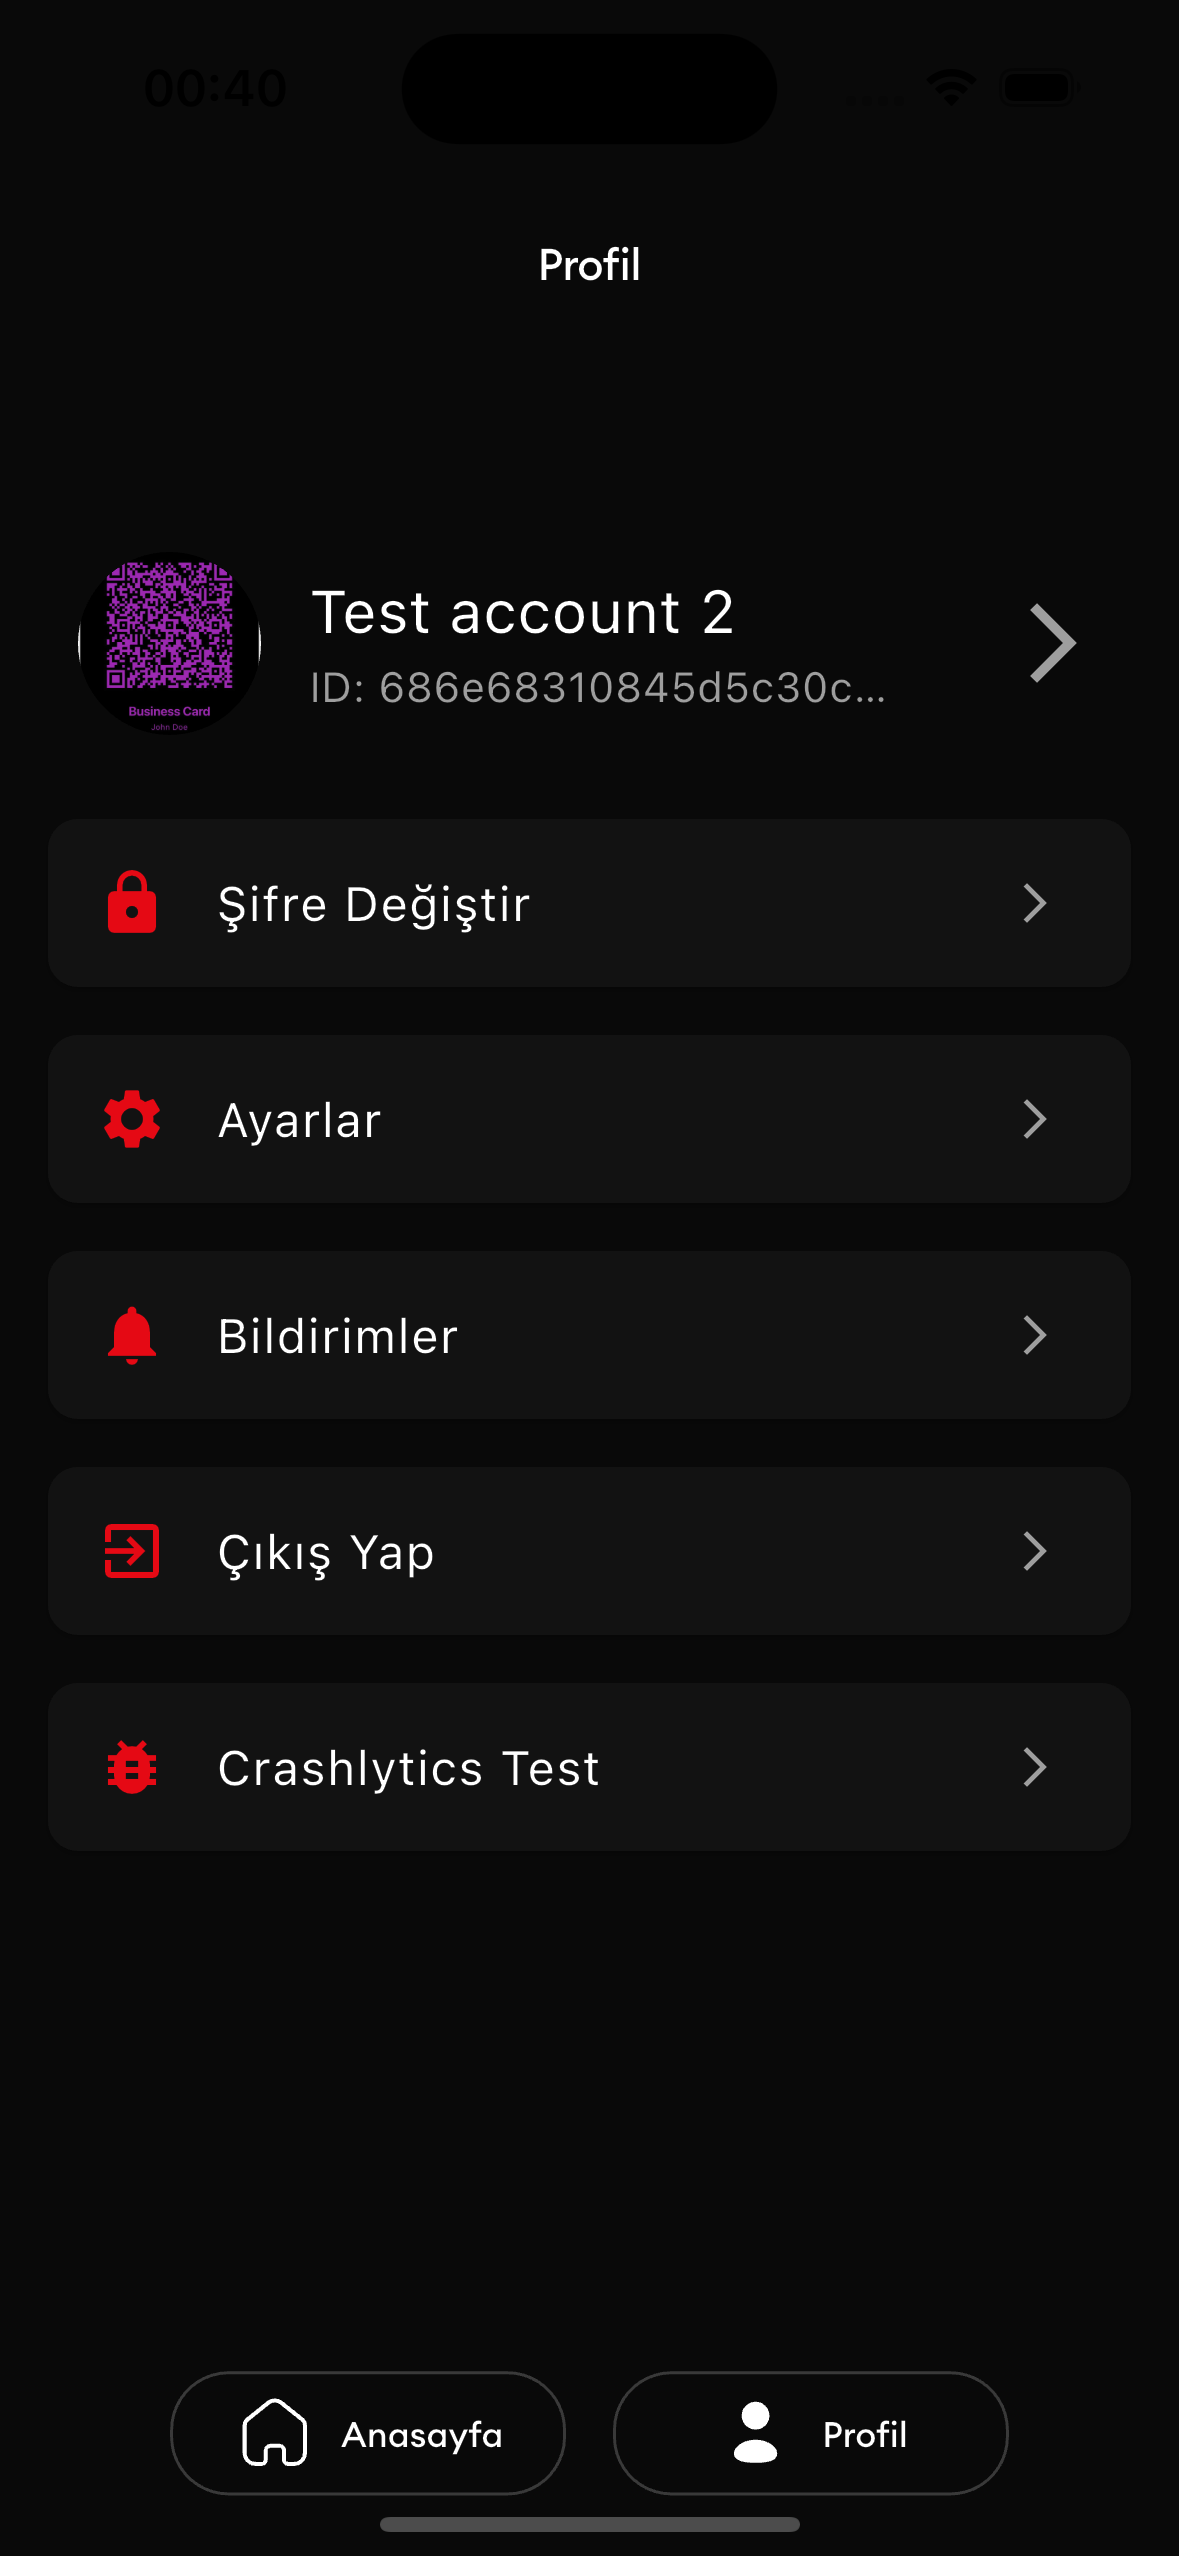 00:40
Profil
Test account 2
ID: 686e68310845d5c30c...
Business Card
John Doe
Şifre Değiştir
Ayarlar
Bildirimler
Çıkış Yap
Crashlytics Test
Anasayfa
Profil